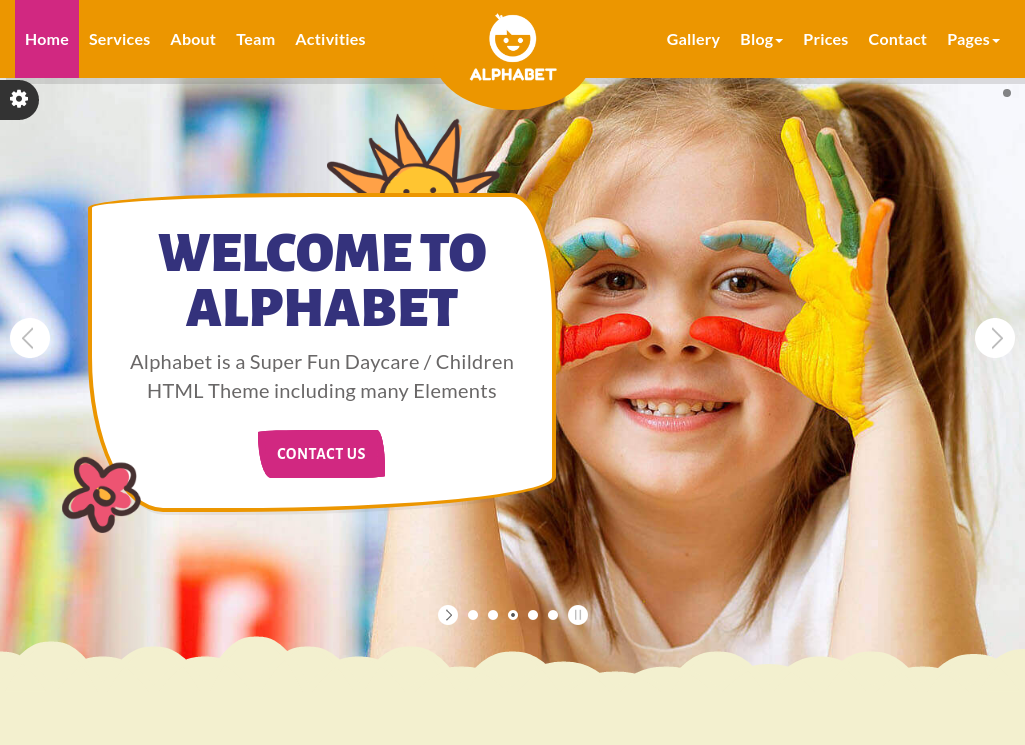 Home Services About Team Activities
ALPHABET
Gallery Blog Prices Contact Pages
WELCOME TO
ALPHABET
Alphabet is a Super Fun Daycare / Children
HTML Theme including many Elements
CONTACT US